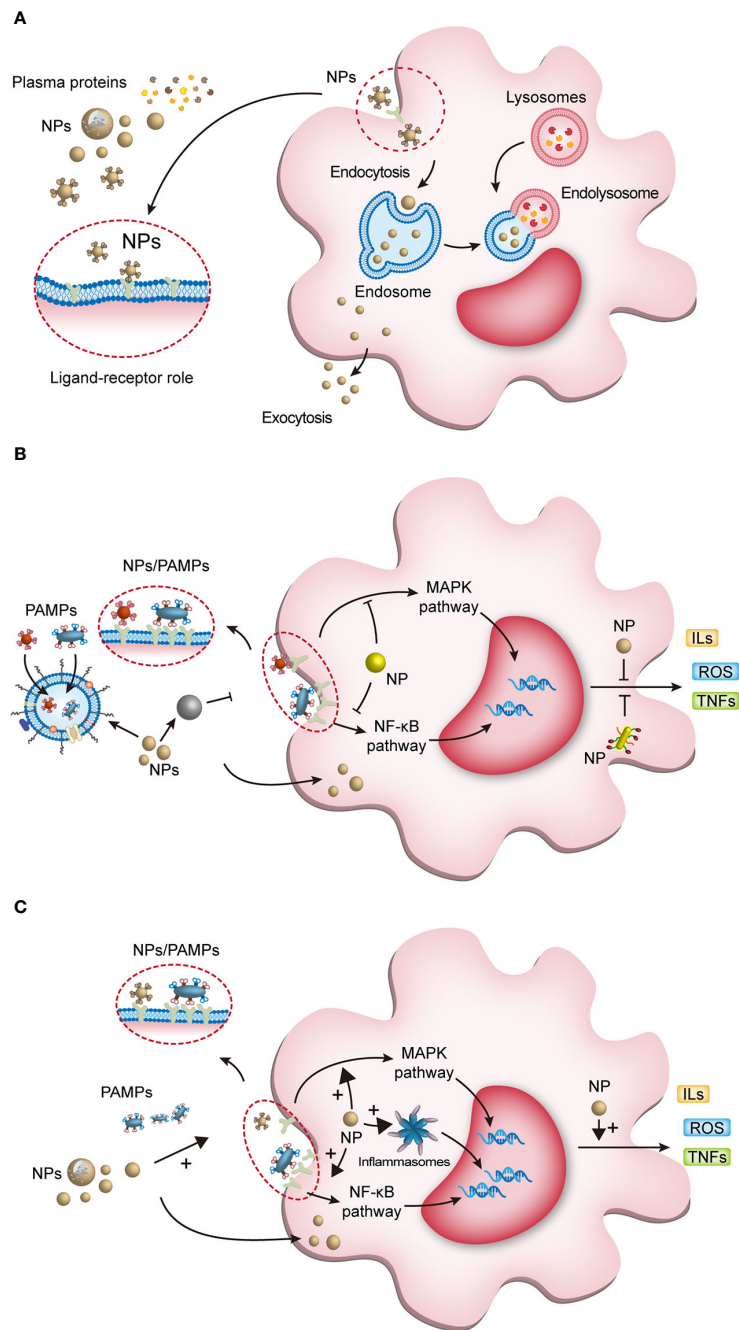 A
Plasma proteins
NPs
NPs
Lysosomes
Endocytosis
Endolysosome
NPs
Endosome
Ligand-receptor role
Exocytosis
B
NPs/PAMPs
PAMPs
MAPK
pathway
NP
ILs
NP
ROS
TNFs
NF-κB
pathway
NP
NPs
C
NPs/PAMPs
MAPK
pathway
NP
ILs
PAMPs
+
+
+
NP
ROS
Inflammasomes
+
TNFs
NPs
+
NF-κB
pathway